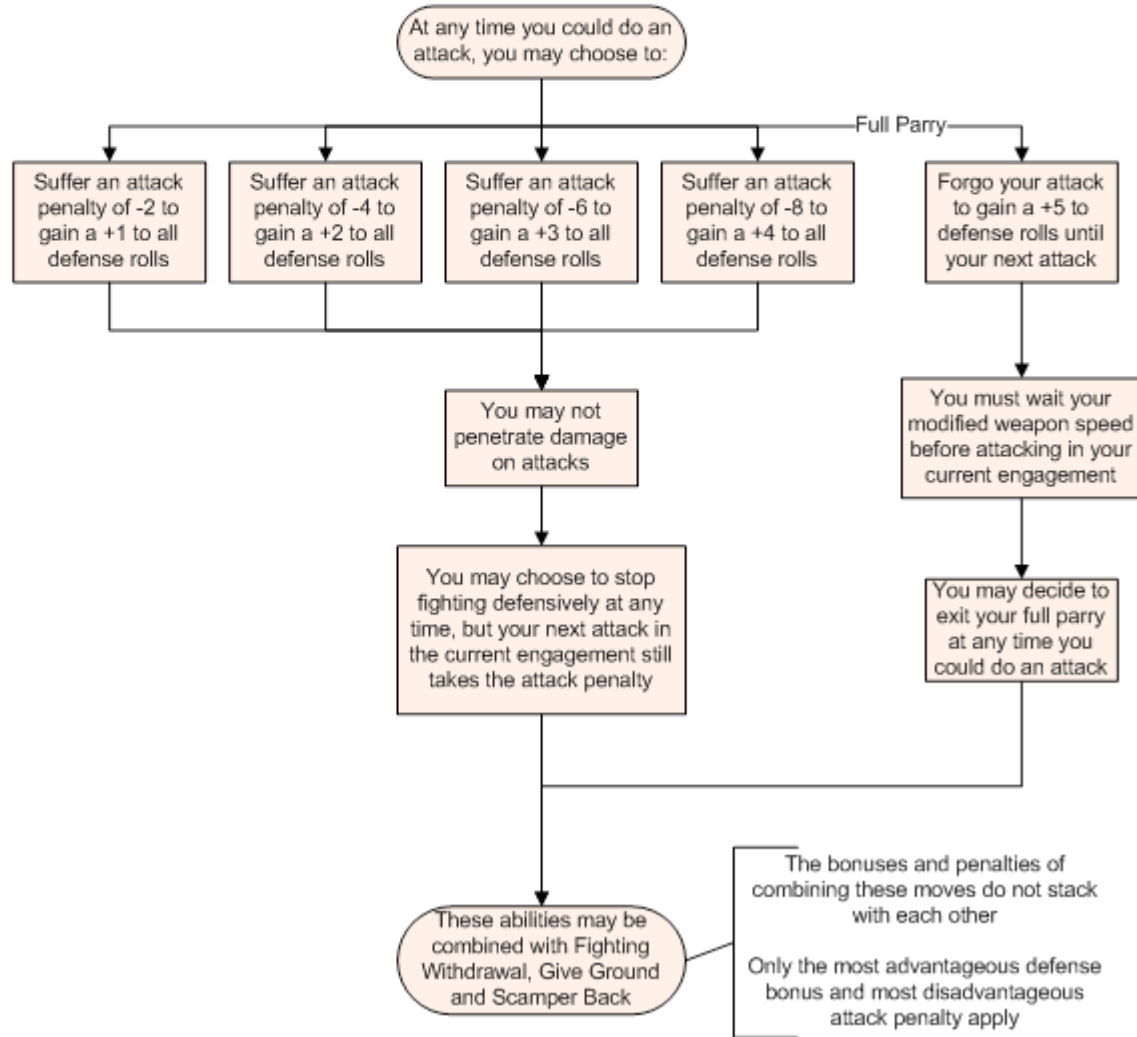 At any time you could do an
attack, you may choose to:
Full Parry
Suffer an attack
penalty of -2 to
gain a +1 to all
defense rolls
Suffer an attack
penalty of -4 to
gain a +2 to all
defense rolls
Suffer an attack
penalty of -6 to
gain a +3 to all
defense rolls
Suffer an attack
penalty of -8 to
gain a +4 to all
defense rolls
Forgo your attack
to gain a +5 to
defense rolls until
your next attack
You may not
penetrate damage
on attacks
You must wait your
modified weapon speed
before attacking in your
current engagement
You may choose to stop
fighting defensively at any
time, but your next attack in
the current engagement still
takes the attack penalty
You may decide to
exit your full parry
at any time you
could do an attack
These abilities may be
combined with Fighting
Withdrawal, Give Ground
and Scamper Back
The bonuses and penalties of
combining these moves do not stack
with each other
Only the most advantageous defense
bonus and most disadvantageous
attack penalty apply